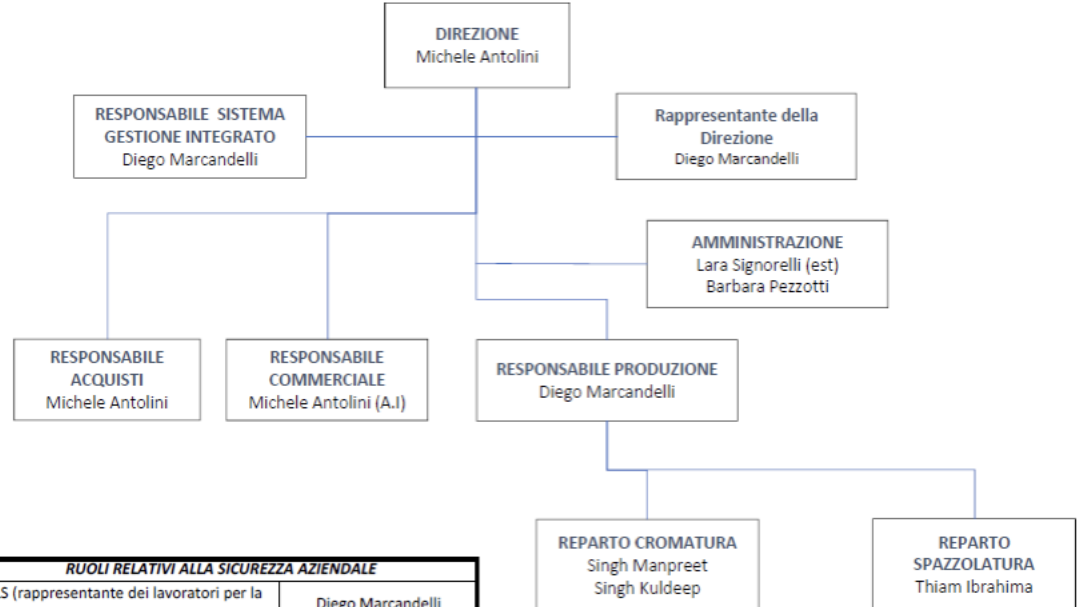 DIREZIONE
Michele Antolini
RESPONSABILE SISTEMA
GESTIONE INTEGRATO
Diego Marcandelli
Rappresentante della
Direzione
Diego Marcandelli
AMMINISTRAZIONE
Lara Signorelli (est)
Barbara Pezzotti
RESPONSABILE
ACQUISTI
Michele Antolini
RESPONSABILE
COMMERCIALE
Michele Antolini (A.I)
RESPONSABILE PRODUZIONE
Diego Marcandelli
REPARTO CROMATURA
Singh Manpreet
Singh Kuldeep
REPARTO
SPAZZOLATURA
Thiam Ibrahima
RUOLI RELATIVI ALLA SICUREZZA AZIENDALE
(rappresentante dei lavoratori per la
Diego Marcandelli